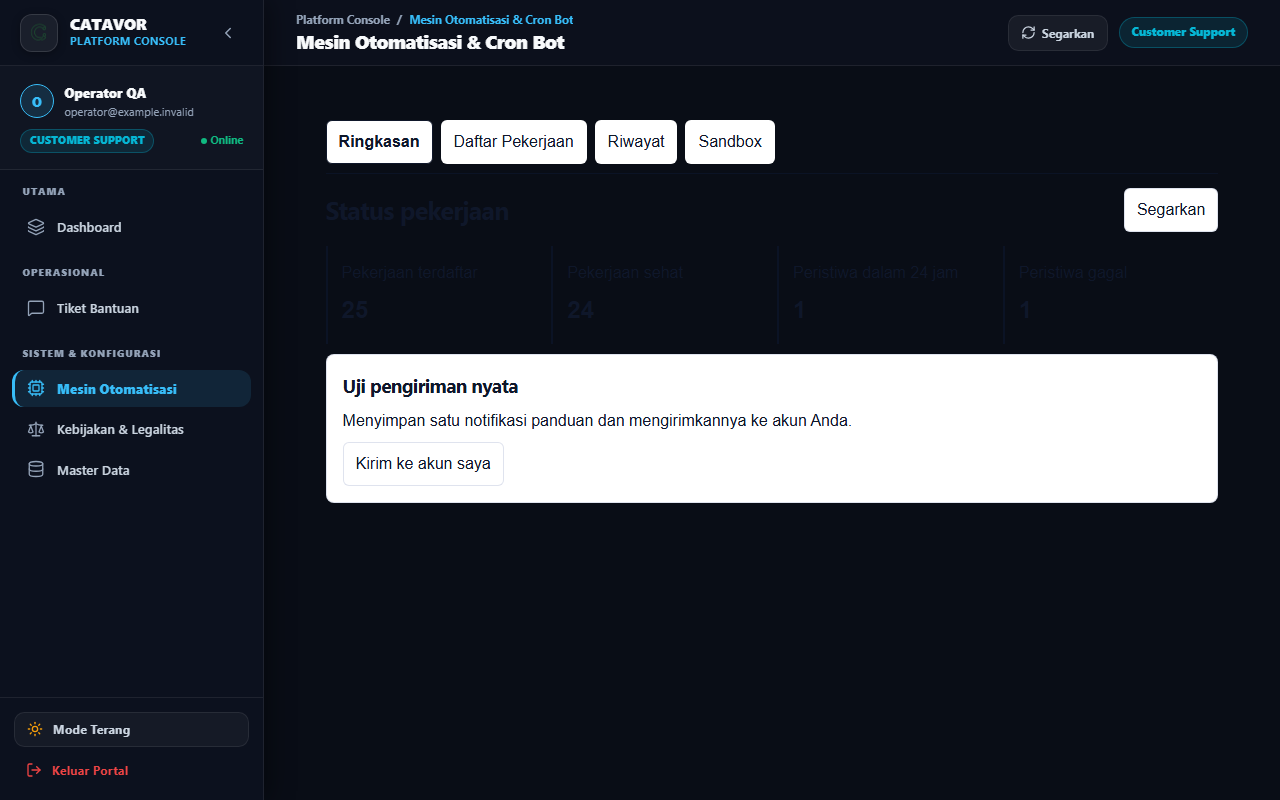 CATAVOR
PLATFORM CONSOLE
Operator QA
operator@example.invalid
CUSTOMER SUPPORT
Online
UTAMA
Dashboard
OPERASIONAL
Tiket Bantuan
SISTEM & KONFIGURASI
Mesin Otomatisasi
Kebijakan & Legalitas
Master Data
Mode Terang
Keluar Portal
Platform Console / Mesin Otomatisasi & Cron Bot
Mesin Otomatisasi & Cron Bot
Segarkan
Customer Support
Ringkasan
Daftar Pekerjaan
Riwayat
Sandbox
Status pekerjaan
Segarkan
Pekerjaan terdaftar
25
Pekerjaan sehat
24
Peristiwa dalam 24 jam
1
Peristiwa gagal
1
Uji pengiriman nyata
Menyimpan satu notifikasi panduan dan mengirimkannya ke akun Anda.
Kirim ke akun saya